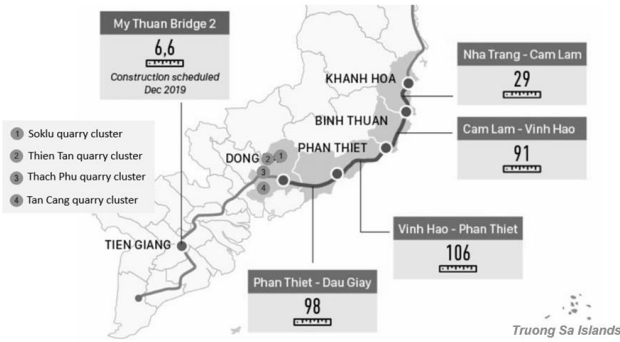 My Thuan Bridge 2
6,6
Construction scheduled
Dec 2019
Nha Trang - Cam Lam
29
KHANH HOA
BINH THUAN
Cam Lam - Vinh Hao
91
1 Soklu quarry cluster
2 Thien Tan quarry cluster
3 Thach Phu quarry cluster
4 Tan Cang quarry cluster
PHAN THIET
DONG
2
1
3
4
TIEN GIANG
Vinh Hao - Phan Thiet
106
Phan Thiet - Dau Giay
98
Truong Sa Islands